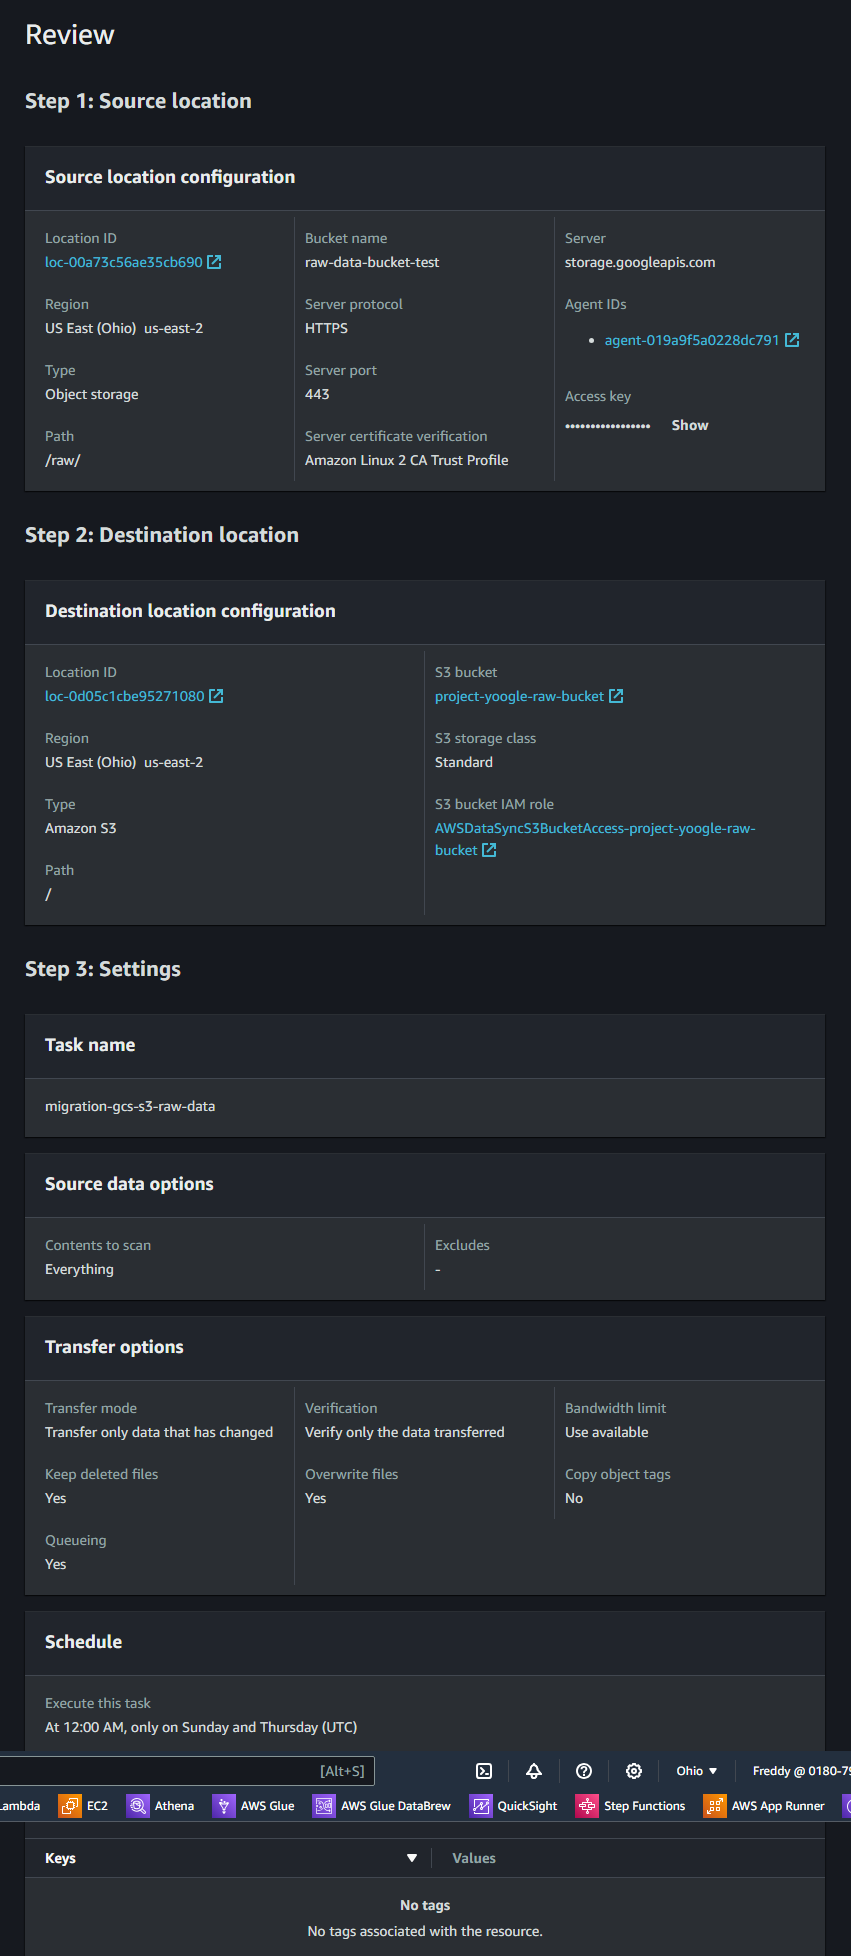 Review
Step 1: Source location
Source location configuration
Location ID
loc-00a73c56ae35cb690
Region
US East (Ohio) us-east-2
Type
Object storage
Path
/raw/
Bucket name
raw-data-bucket-test
Server protocol
HTTPS
Server port
443
Server certificate verification
Amazon Linux 2 CA Trust Profile
Server
storage.googleapis.com
Agent IDs
• agent-019a9f5a0228dc791
Access key
•••••••••••••••••
Show
Step 2: Destination location
Destination location configuration
Location ID
loc-0d05c1cbe95271080
Region
US East (Ohio) us-east-2
Type
Amazon S3
Path
/
S3 bucket
project-yoogle-raw-bucket
S3 storage class
Standard
S3 bucket IAM role
AWSDataSyncS3BucketAccess-project-yoogle-raw-
bucket
Step 3: Settings
Task name
migration-gcs-s3-raw-data
Source data options
Contents to scan
Everything
Excludes
-
Transfer options
Transfer mode
Transfer only data that has changed
Keep deleted files
Yes
Queueing
Yes
Verification
Verify only the data transferred
Overwrite files
Yes
Bandwidth limit
Use available
Copy object tags
No
Schedule
Execute this task
At 12:00 AM, only on Sunday and Thursday (UTC)
[Alt+S]
Ohio
Freddy @ 0180-79
Lambda
EC2
Athena
AWS Glue
AWS Glue DataBrew
QuickSight
Step Functions
AWS App Runner
Keys
Values
No tags
No tags associated with the resource.